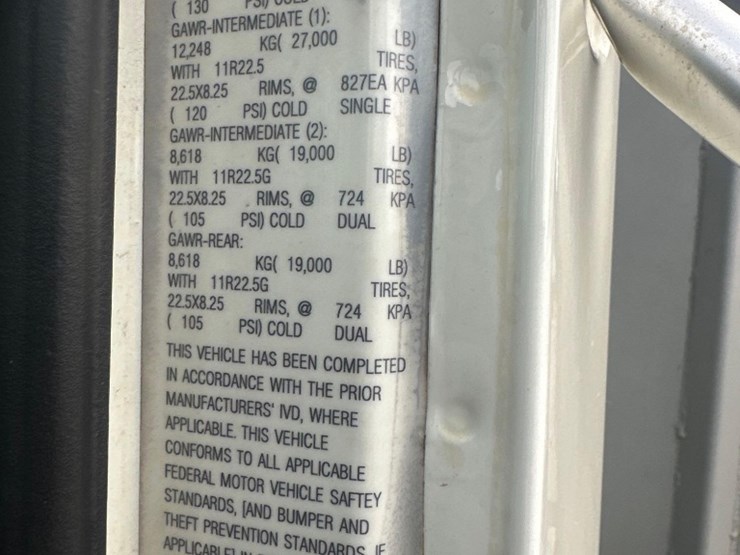 ( 130 PSI) COLD
GAWR-INTERMEDIATE (1):
12,248 KG( 27,000 LB)
WITH 11R22.5 TIRES,
22.5X8.25 RIMS, @ 827EA KPA
( 120 PSI) COLD SINGLE
GAWR-INTERMEDIATE (2):
8,618 KG( 19,000 LB)
WITH 11R22.5G TIRES,
22.5X8.25 RIMS, @ 724 KPA
( 105 PSI) COLD DUAL
GAWR-REAR:
8,618 KG( 19,000 LB)
WITH 11R22.5G TIRES,
22.5X8.25 RIMS, @ 724 KPA
( 105 PSI) COLD DUAL
THIS VEHICLE HAS BEEN COMPLETED
IN ACCORDANCE WITH THE PRIOR
MANUFACTURERS' IVD, WHERE
APPLICABLE. THIS VEHICLE
CONFORMS TO ALL APPLICABLE
FEDERAL MOTOR VEHICLE SAFTEY
STANDARDS, [AND BUMPER AND
THEFT PREVENTION STANDARDS, IF
APPLICABLE]